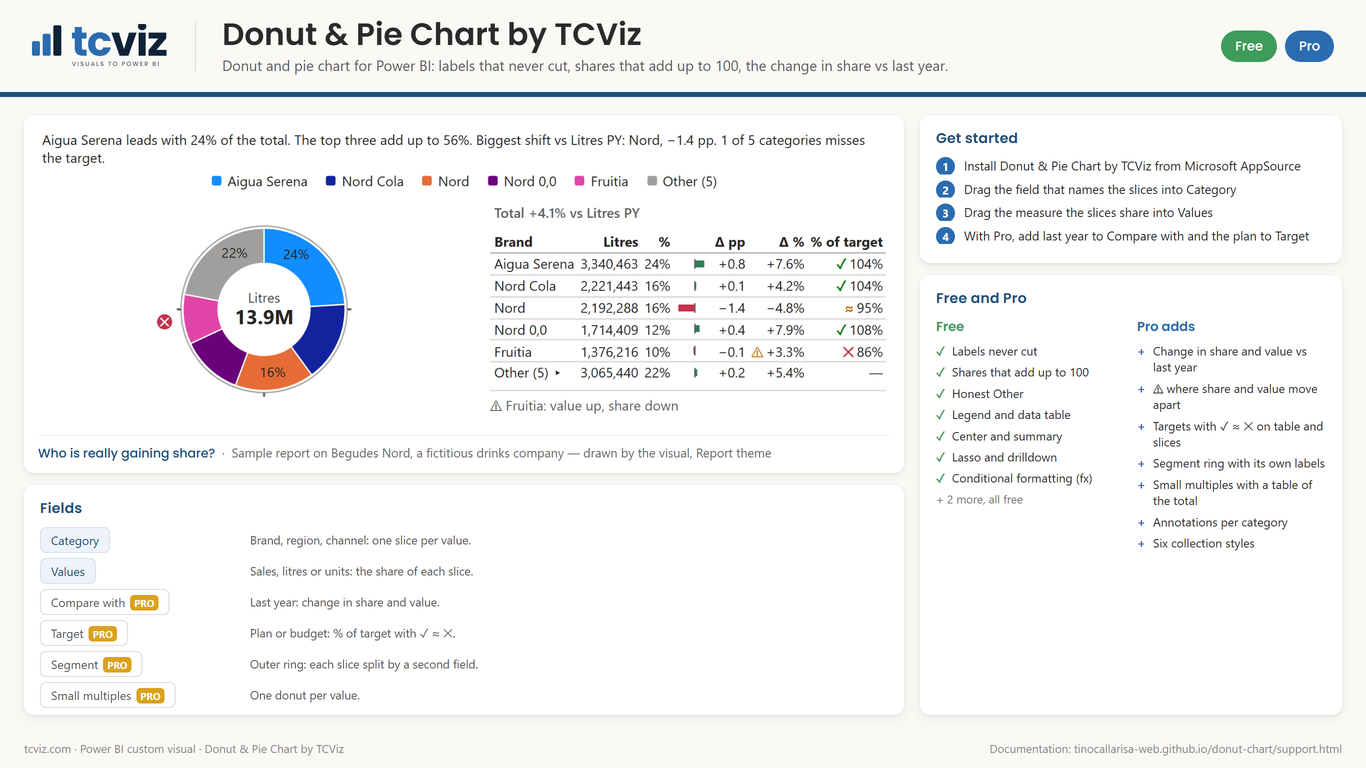 tcviz
VISUALS TO POWER BI
Donut & Pie Chart by TCViz
Donut and pie chart for Power BI: labels that never cut, shares that add up to 100, the change in share vs last year.
Free
Pro
Aigua Serena leads with 24% of the total. The top three add up to 56%. Biggest shift vs Litres PY: Nord, −1.4 pp. 1 of 5 categories misses
the target.
Aigua Serena Nord Cola Nord Nord 0,0 Fruitia Other (5)
22% 24%
Litres
13.9M
16%
Total +4.1% vs Litres PY
Brand Litres % Δ pp Δ % % of target
Aigua Serena 3,340,463 24% +0.8 +7.6% ✓ 104%
Nord Cola 2,221,443 16% +0.1 +4.2% ✓ 104%
Nord 2,192,288 16% −1.4 −4.8% ≈ 95%
Nord 0,0 1,714,409 12% +0.4 +7.9% ✓ 108%
Fruitia 1,376,216 10% −0.1 ⚠ +3.3% ✕ 86%
Other (5) ▸ 3,065,440 22% +0.2 +5.4% —
⚠ Fruitia: value up, share down
Who is really gaining share? · Sample report on Begudes Nord, a fictitious drinks company — drawn by the visual, Report theme
Fields
Category Brand, region, channel: one slice per value.
Values Sales, litres or units: the share of each slice.
Compare with PRO Last year: change in share and value.
Target PRO Plan or budget: % of target with ✓ ≈ ✕.
Segment PRO Outer ring: each slice split by a second field.
Small multiples PRO One donut per value.
Get started
1 Install Donut & Pie Chart by TCViz from Microsoft AppSource
2 Drag the field that names the slices into Category
3 Drag the measure the slices share into Values
4 With Pro, add last year to Compare with and the plan to Target
Free and Pro
Free
✓ Labels never cut
✓ Shares that add up to 100
✓ Honest Other
✓ Legend and data table
✓ Center and summary
✓ Lasso and drilldown
✓ Conditional formatting (fx)
+ 2 more, all free
Pro adds
+ Change in share and value vs
last year
+ ⚠ where share and value move
apart
+ Targets with ✓ ≈ ✕ on table and
slices
+ Segment ring with its own labels
+ Small multiples with a table of
the total
+ Annotations per category
+ Six collection styles
tcviz.com · Power BI custom visual · Donut & Pie Chart by TCViz
Documentation: tinocallarisa-web.github.io/donut-chart/support.html